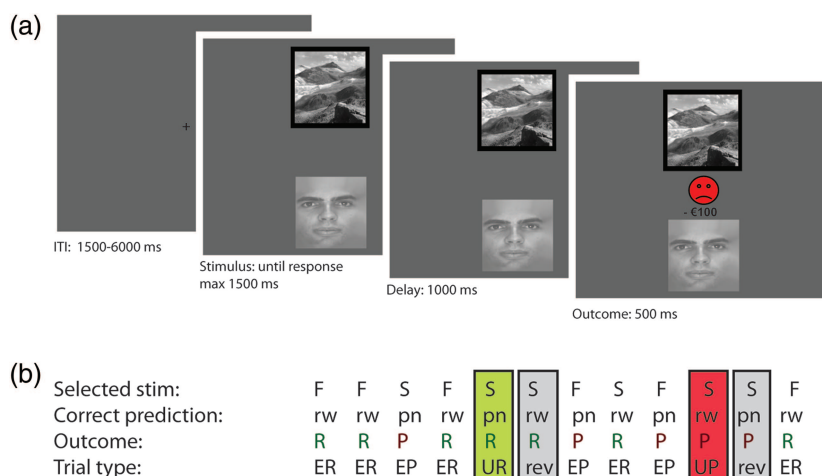 (a)
ITI: 1500-6000 ms
Stimulus: until response
max 1500 ms
Delay: 1000 ms
- €100
Outcome: 500 ms
(b)
Selected stim: F F S F S S F S F S S F
Correct prediction: rw rw pn rw pn rw pn rw pn rw pn rw
Outcome: R R P R R R P R P P P R
Trial type: ER ER EP ER UR rev EP ER EP UP rev ER